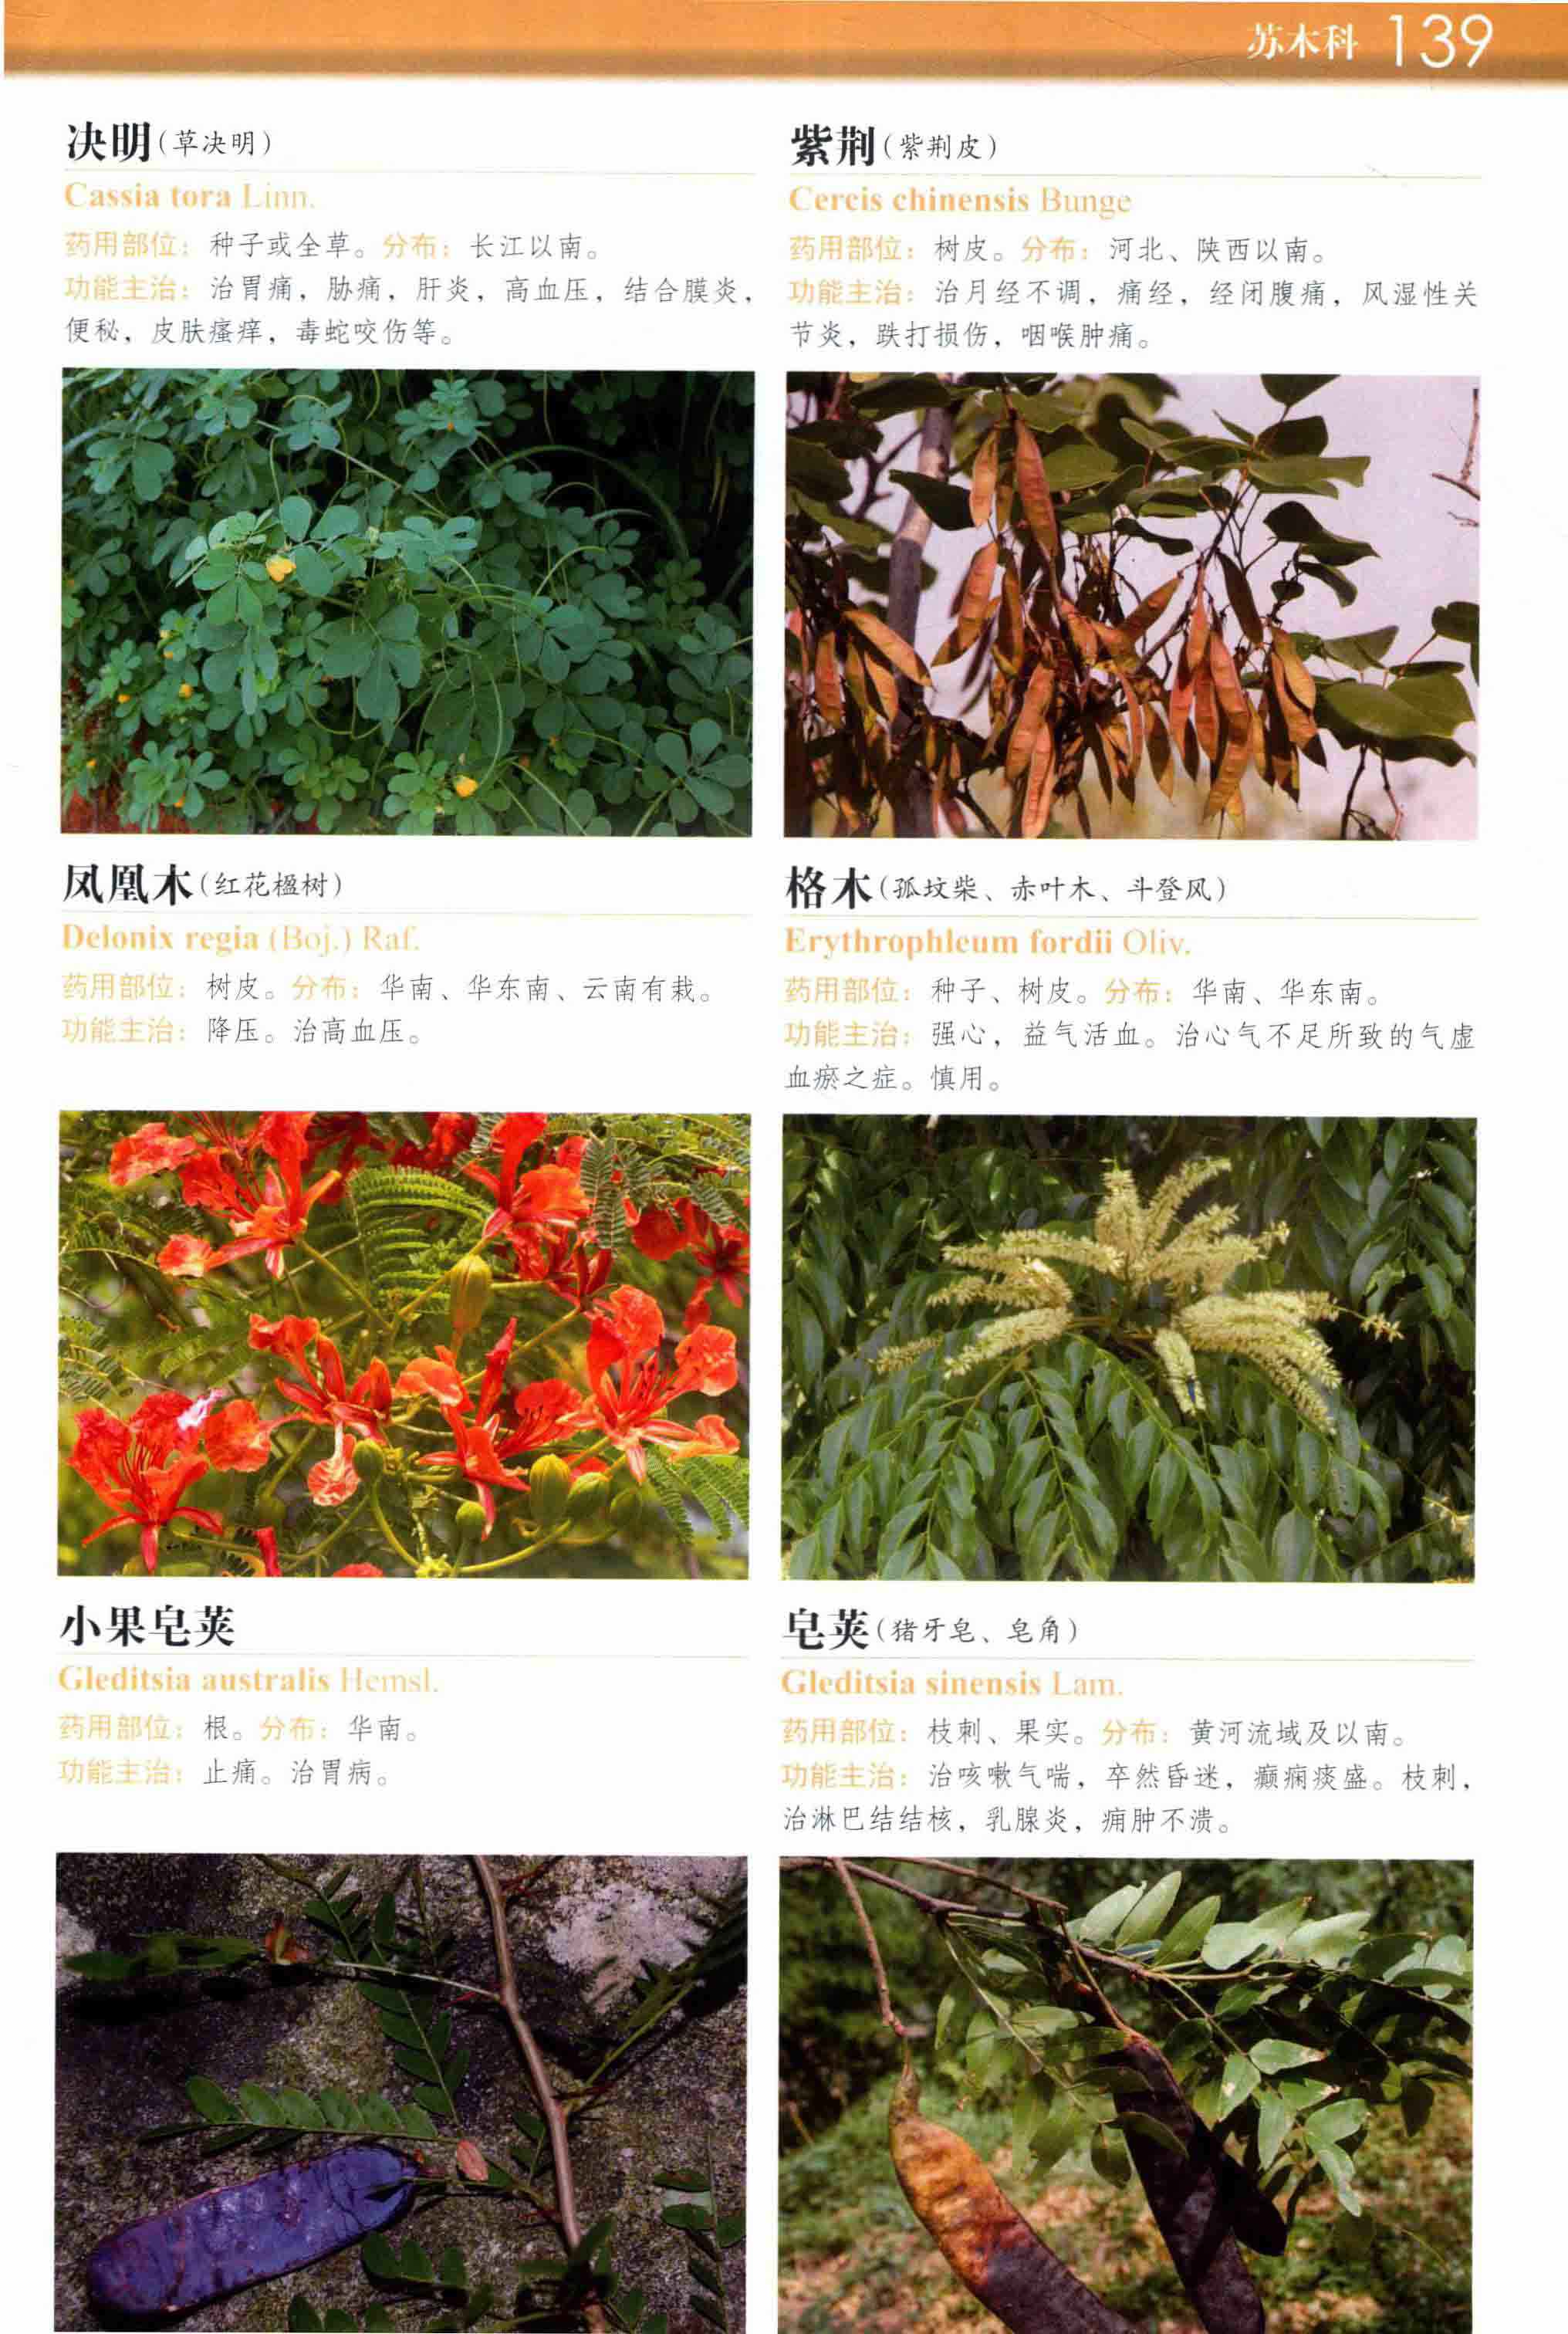 苏木科 139
决明(草决明)
Cassia tora Linn.
药用部位：种子或全草。分布：长江以南。
功能主治：治胃痛，胁痛，肝炎，高血压，结合膜炎，
便秘，皮肤瘙痒，毒蛇咬伤等。
紫荆(紫荆皮)
Cercis chinensis Bunge
药用部位：树皮。分布：河北、陕西以南。
功能主治：治月经不调，痛经，经闭腹痛，风湿性关
节炎，跌打损伤，咽喉肿痛。
凤凰木(红花楹树)
Delonix regia (Boj.) Raf.
药用部位：树皮。分布：华南、华东南、云南有栽。
功能主治：降压。治高血压。
格木(孤坟柴、赤叶木、斗登风)
Erythrophleum fordii Oliv.
药用部位：种子、树皮。分布：华南、华东南。
功能主治：强心，益气活血。治心气不足所致的气虚
血瘀之症。慎用。
小果皂荚
Gleditsia australis Hemsl.
药用部位：根。分布：华南。
功能主治：止痛。治胃病。
皂荚(猪牙皂、皂角)
Gleditsia sinensis Lam.
药用部位：枝刺、果实。分布：黄河流域及以南。
功能主治：治咳嗽气喘，卒然昏迷，癫痫痰盛。枝刺，
治淋巴结结核，乳腺炎，痈肿不溃。